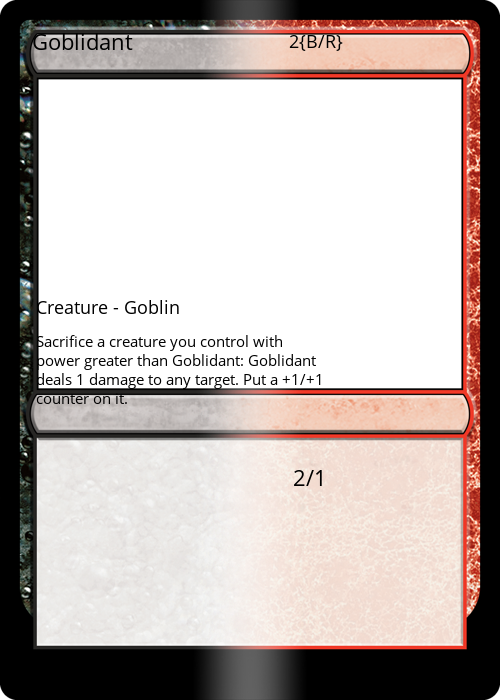 Goblidant 2{B/R}
Creature - Goblin
Sacrifice a creature you control with
power greater than Goblidant: Goblidant
deals 1 damage to any target. Put a +1/+1
counter on it.
2/1